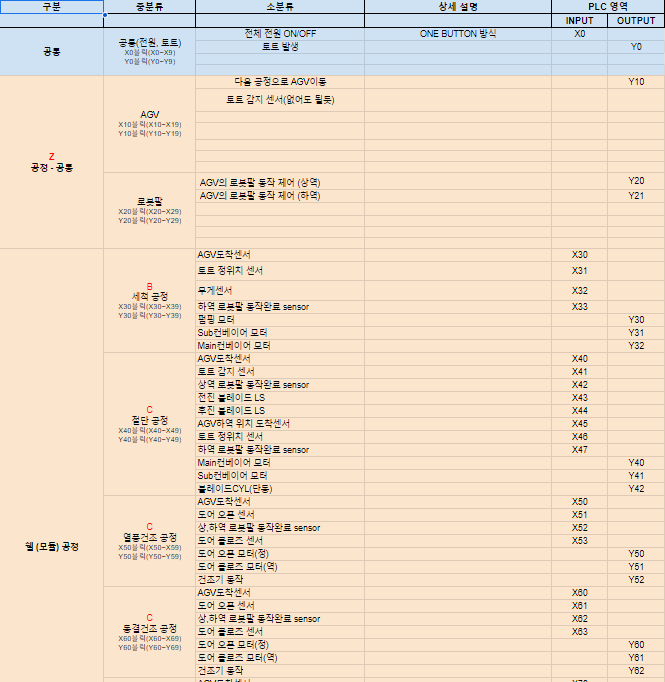 구분 중분류 소분류 상세 설명 PLC 영역
INPUT OUTPUT
공통
공통(전원, 토트)
X0블럭(X0~X9)
Y0블럭(Y0~Y9)
전체 전원 ON/OFF ONE BUTTON 방식 X0
토트 발생 Y0
Z
공정 - 공통
AGV
X10블럭(X10~X19)
Y10블럭(Y10~Y19)
다음 공정으로 AGV이동 Y10
토트 감지 센서(없어도 될듯)
로봇팔
X20블럭(X20~X29)
Y20블럭(Y20~Y29)
AGV의 로봇팔 동작 제어 (상역) Y20
AGV의 로봇팔 동작 제어 (하역) Y21
웰 (모듈) 공정
B
세척 공정
X30블럭(X30~X39)
Y30블럭(Y30~Y39)
AGV도착센서 X30
토트 정위치 센서 X31
무게센서 X32
하역 로봇팔 동작완료 sensor X33
펌핑 모터 Y30
Sub컨베이어 모터 Y31
Main컨베이어 모터 Y32
C
절단 공정
X40블럭(X40~X49)
Y40블럭(Y40~Y49)
AGV도착센서 X40
토트 감지 센서 X41
상역 로봇팔 동작완료 sensor X42
전진 블레이드 LS X43
후진 블레이드 LS X44
AGV하역 위치 도착센서 X45
토트 정위치 센서 X46
하역 로봇팔 동작완료 sensor X47
Main컨베이어 모터 Y40
Sub컨베이어 모터 Y41
블레이드CYL(단동) Y42
C
열풍건조 공정
X50블럭(X50~X59)
Y50블럭(Y50~Y59)
AGV도착센서 X50
도어 오픈 센서 X51
상,하역 로봇팔 동작완료 sensor X52
도어 클로즈 센서 X53
도어 오픈 모터(정) Y50
도어 클로즈 모터(역) Y51
건조기 동작 Y52
C
동결건조 공정
X60블럭(X60~X69)
Y60블럭(Y60~Y69)
AGV도착센서 X60
도어 오픈 센서 X61
상,하역 로봇팔 동작완료 sensor X62
도어 클로즈 센서 X63
도어 오픈 모터(정) Y60
도어 클로즈 모터(역) Y61
건조기 동작 Y62